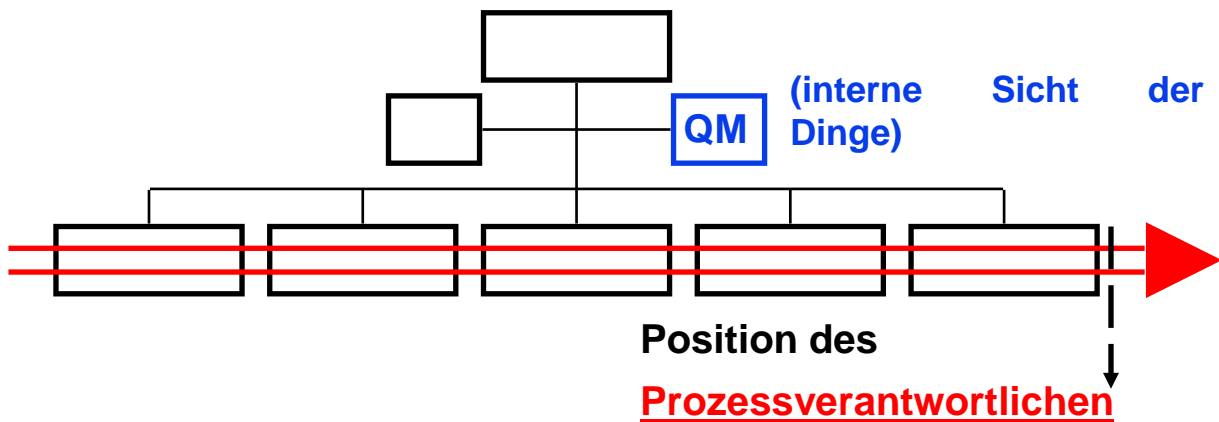 (interne Sicht der
QM Dinge)
Position des
Prozessverantwortlichen